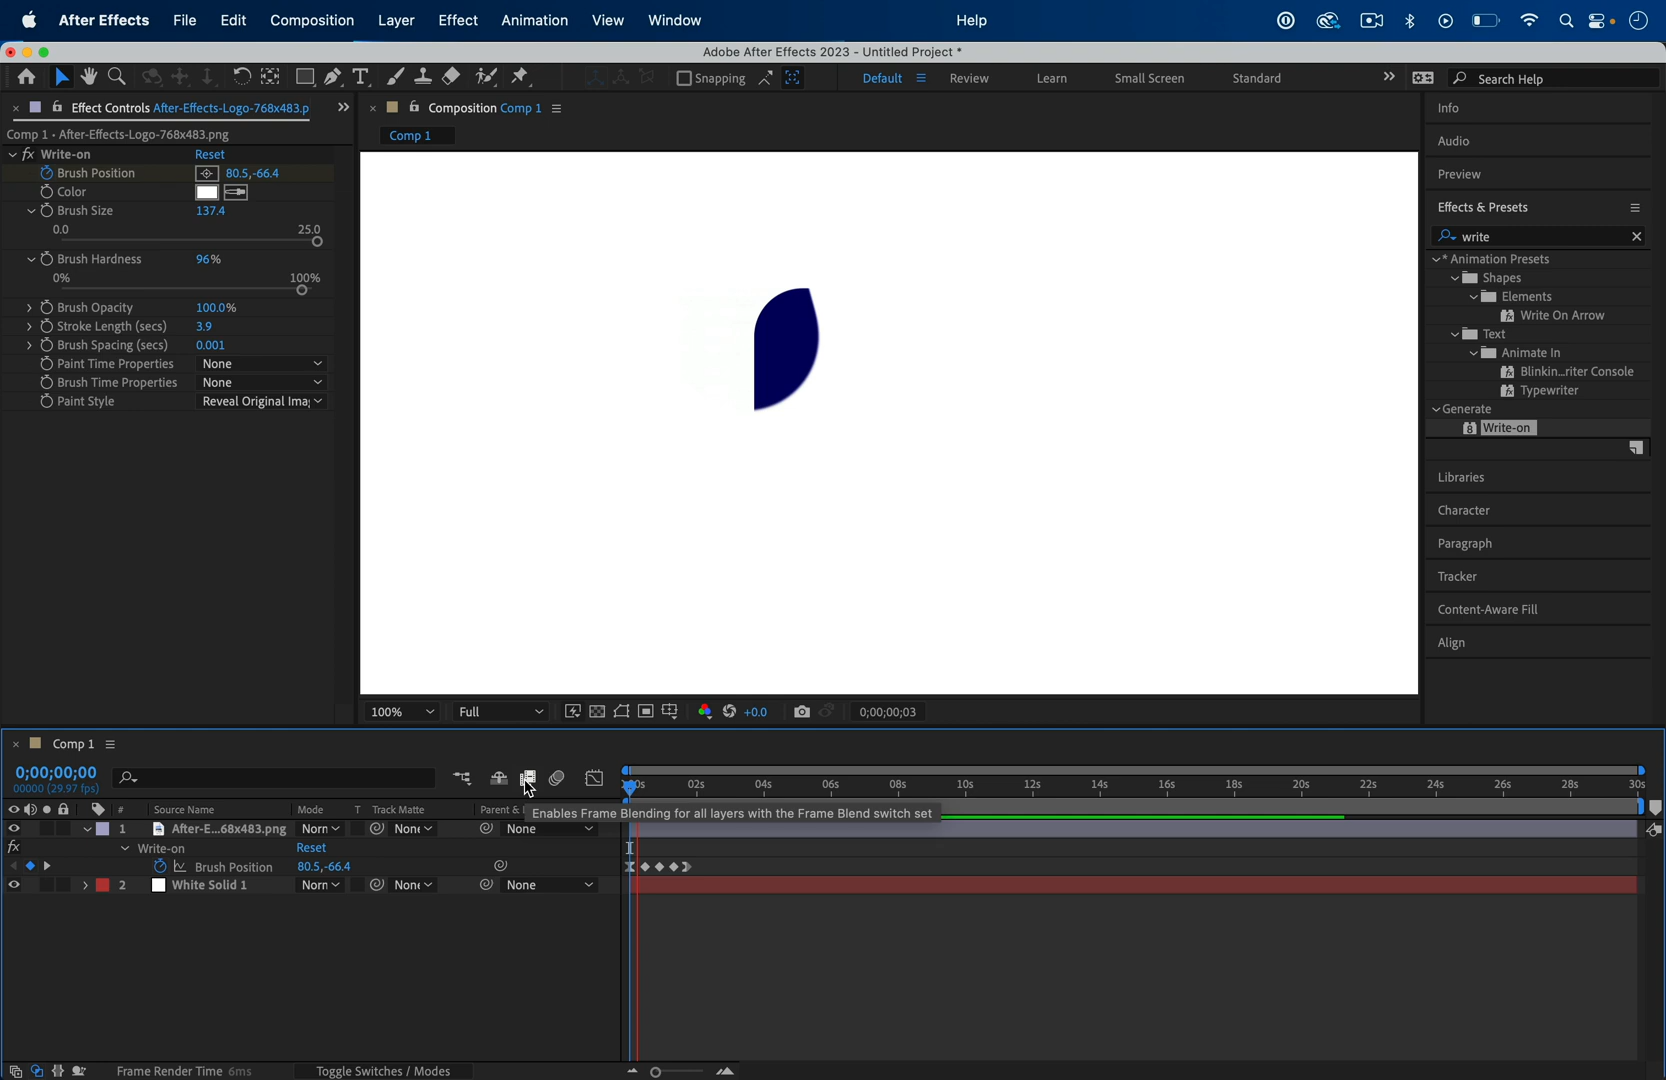 After Effects File Edit Composition Layer Effect Animation View Window Help
Adobe After Effects 2023 - Untitled Project *
Snapping Default Review Learn Small Screen Standard Search Help
Effect Controls After-Effects-Logo-768x483.p
Composition Comp 1
Comp 1 • After-Effects-Logo-768x483.png
Comp 1
fx Write-on Reset
Brush Position 80.5,-66.4
Color
Brush Size 137.4
0.0 25.0
Brush Hardness 96%
0% 100%
Brush Opacity 100.0%
Stroke Length (secs) 3.9
Brush Spacing (secs) 0.001
Paint Time Properties None
Brush Time Properties None
Paint Style Reveal Original Ima
Info
Audio
Preview
Effects & Presets
write
* Animation Presets
Shapes
Elements
Write On Arrow
Text
Animate In
Blinkin...riter Console
Typewriter
Generate
Write-on
Libraries
Character
Paragraph
Tracker
Content-Aware Fill
Align
100% Full +0.0 0;00;00;03
Comp 1
0;00;00;00
00000 (29.97 fps)
00s 02s 04s 06s 08s 10s 12s 14s 16s 18s 20s 22s 24s 26s 28s 30s
# Source Name Mode T Track Matte Parent &
Enables Frame Blending for all layers with the Frame Blend switch set
1 After-E...68x483.png Norn None None
fx Write-on Reset
Brush Position 80.5,-66.4
2 White Solid 1 Norn None None
Frame Render Time 6ms Toggle Switches / Modes